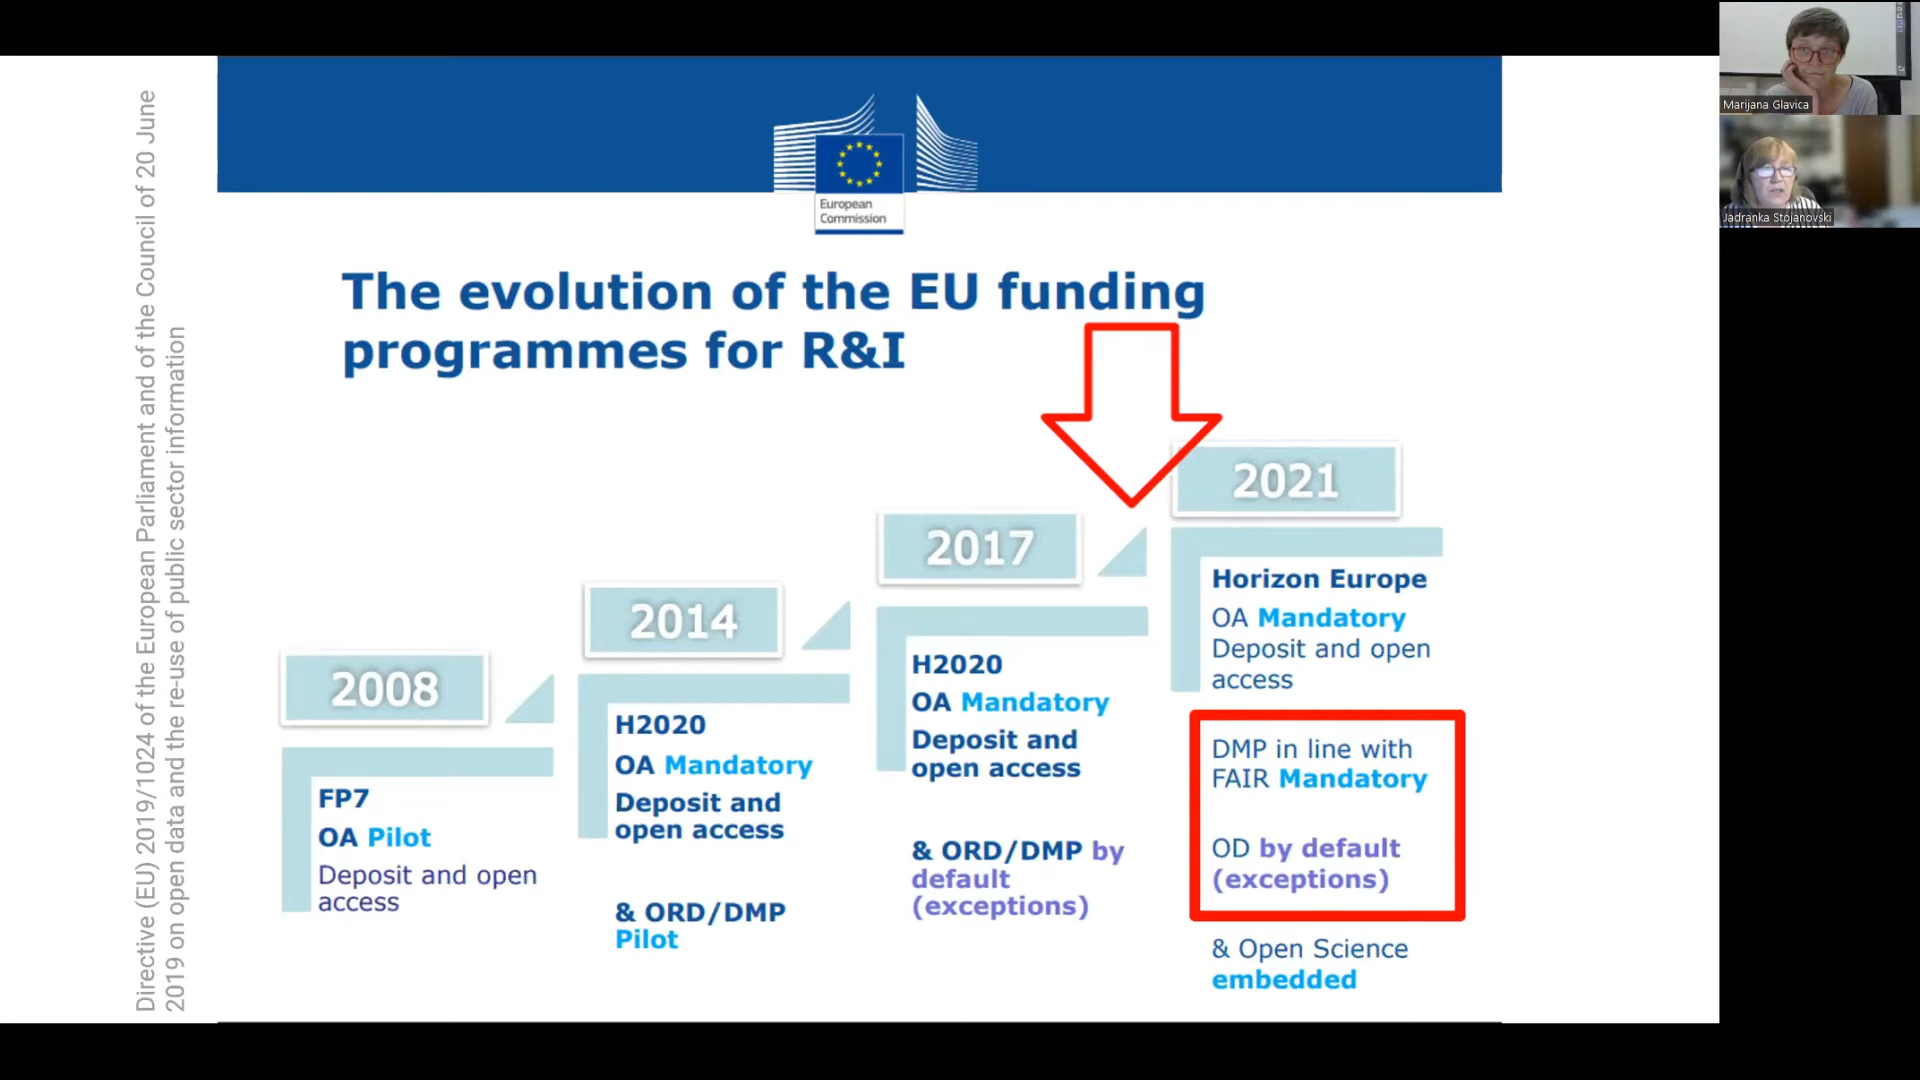 Directive (EU) 2019/1024 of the European Parliament and of the Council of 20 June
2019 on open data and the re-use of public sector information
European
Commission
The evolution of the EU funding
programmes for R&I
2008
FP7
OA Pilot
Deposit and open
access
2014
H2020
OA Mandatory
Deposit and
open access
& ORD/DMP
Pilot
2017
H2020
OA Mandatory
Deposit and
open access
& ORD/DMP by
default
(exceptions)
2021
Horizon Europe
OA Mandatory
Deposit and open
access
DMP in line with
FAIR Mandatory
OD by default
(exceptions)
& Open Science
embedded
Marijana Glavica
Jadranka Stojanovski